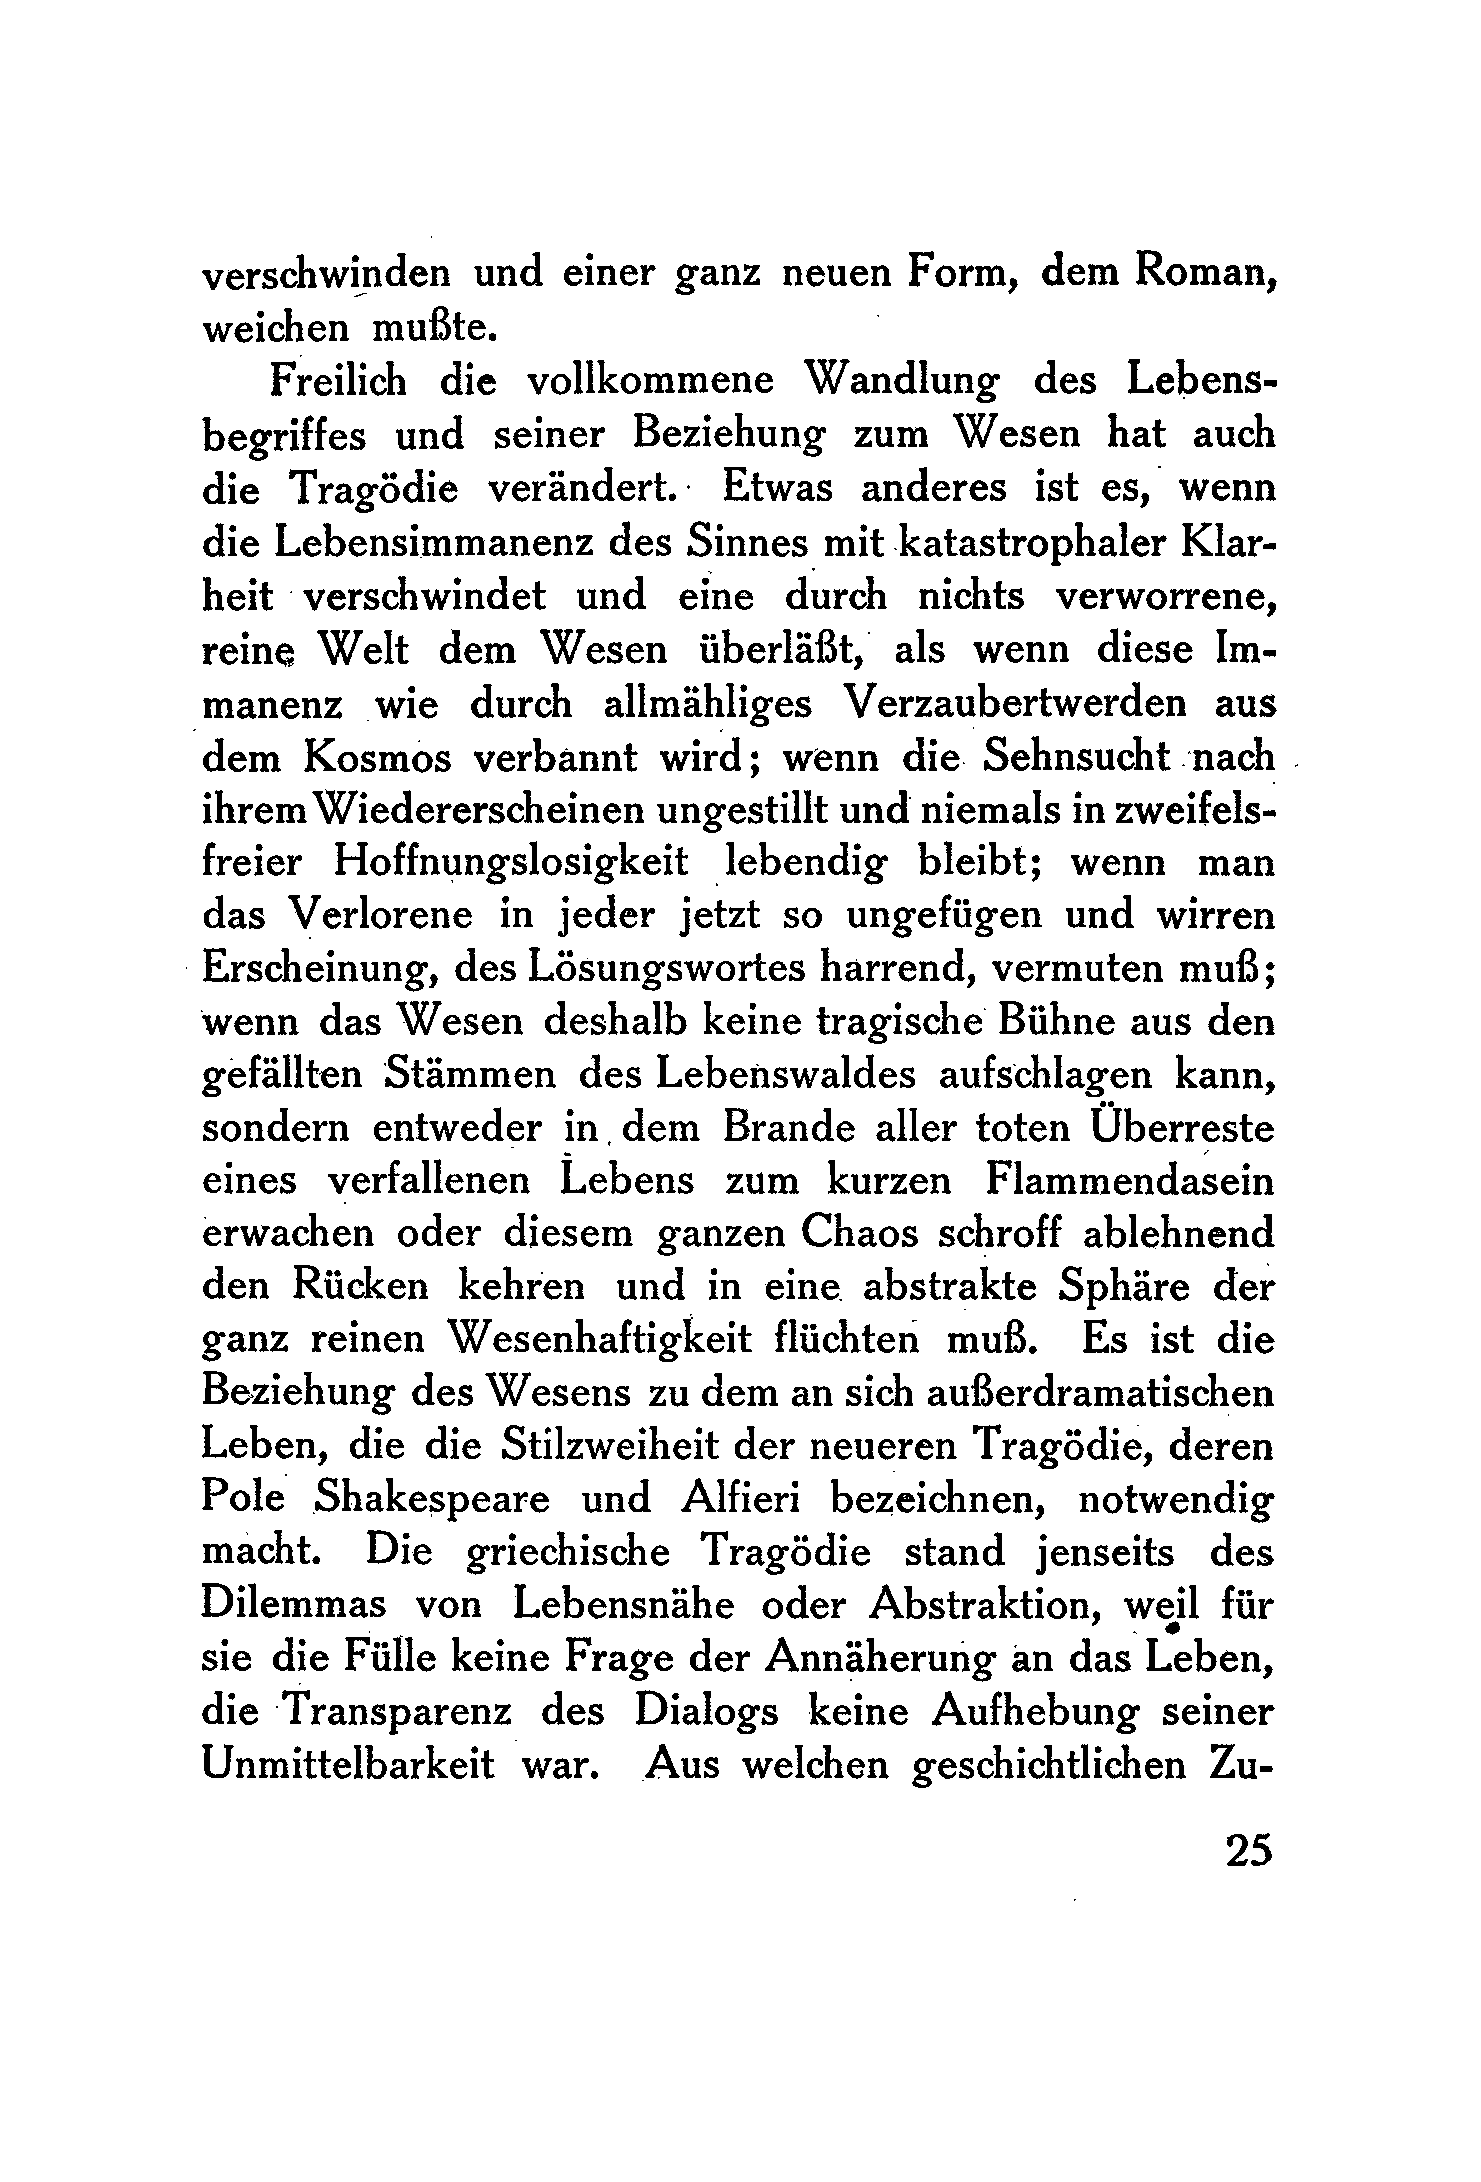 verschwinden und einer ganz neuen Form, dem Roman,
weichen mußte.
Freilich die vollkommene Wandlung des Lebens-
begriffes und seiner Beziehung zum Wesen hat auch
die Tragödie verändert. Etwas anderes ist es, wenn
die Lebensimmanenz des Sinnes mit katastrophaler Klar-
heit verschwindet und eine durch nichts verworrene,
reine Welt dem Wesen überläßt, als wenn diese Im-
manenz wie durch allmähliges Verzaubertwerden aus
dem Kosmos verbannt wird; wenn die Sehnsucht nach
ihrem Wiedererscheinen ungestillt und niemals in zweifels-
freier Hoffnungslosigkeit lebendig bleibt; wenn man
das Verlorene in jeder jetzt so ungefügen und wirren
Erscheinung, des Lösungswortes harrend, vermuten muß;
wenn das Wesen deshalb keine tragische Bühne aus den
gefällten Stämmen des Lebenswaldes aufschlagen kann,
sondern entweder in dem Brande aller toten Überreste
eines verfallenen Lebens zum kurzen Flammendasein
erwachen oder diesem ganzen Chaos schroff ablehnend
den Rücken kehren und in eine abstrakte Sphäre der
ganz reinen Wesenhaftigkeit flüchten muß. Es ist die
Beziehung des Wesens zu dem an sich außerdramatischen
Leben, die die Stilzweiheit der neueren Tragödie, deren
Pole Shakespeare und Alfieri bezeichnen, notwendig
macht. Die griechische Tragödie stand jenseits des
Dilemmas von Lebensnähe oder Abstraktion, weil für
sie die Fülle keine Frage der Annäherung an das Leben,
die Transparenz des Dialogs keine Aufhebung seiner
Unmittelbarkeit war. Aus welchen geschichtlichen Zu-
25